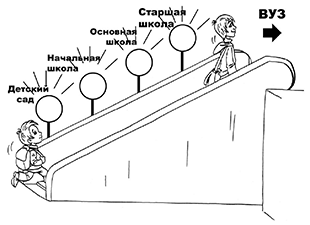 Детский
сад
Начальная
школа
Основная
школа
Старшая
школа
ВУЗ